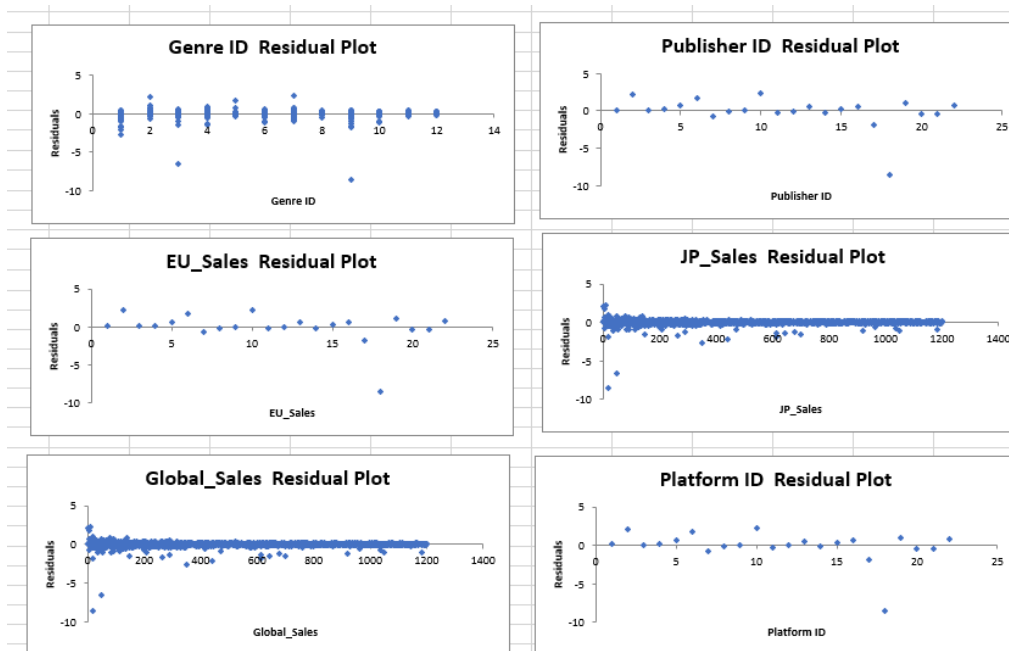 Genre ID Residual Plot
5
0
-5
-10
0 2 4 6 8 10 12 14
Residuals
Genre ID
Publisher ID Residual Plot
5
0
-5
-10
0 5 10 15 20 25
Residuals
Publisher ID
EU_Sales Residual Plot
5
0
-5
-10
0 5 10 15 20 25
Residuals
EU_Sales
JP_Sales Residual Plot
5
0
-5
-10
0 200 400 600 800 1000 1200 1400
Residuals
JP_Sales
Global_Sales Residual Plot
5
0
-5
-10
0 200 400 600 800 1000 1200 1400
Residuals
Global_Sales
Platform ID Residual Plot
5
0
-5
-10
0 5 10 15 20 25
Residuals
Platform ID